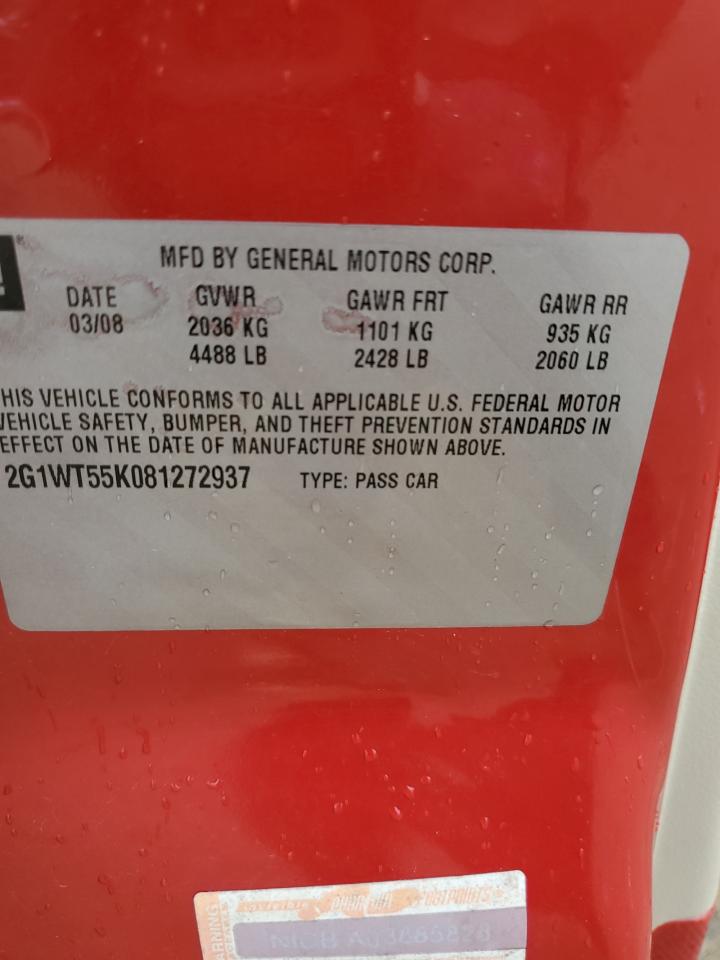 MFD BY GENERAL MOTORS CORP.
DATE GVWR GAWR FRT GAWR RR
03/08 2036 KG 1101 KG 935 KG
4488 LB 2428 LB 2060 LB
HIS VEHICLE CONFORMS TO ALL APPLICABLE U.S. FEDERAL MOTOR
VEHICLE SAFETY, BUMPER, AND THEFT PREVENTION STANDARDS IN
EFFECT ON THE DATE OF MANUFACTURE SHOWN ABOVE.
2G1WT55K081272937 TYPE: PASS CAR
WARNING
NICB